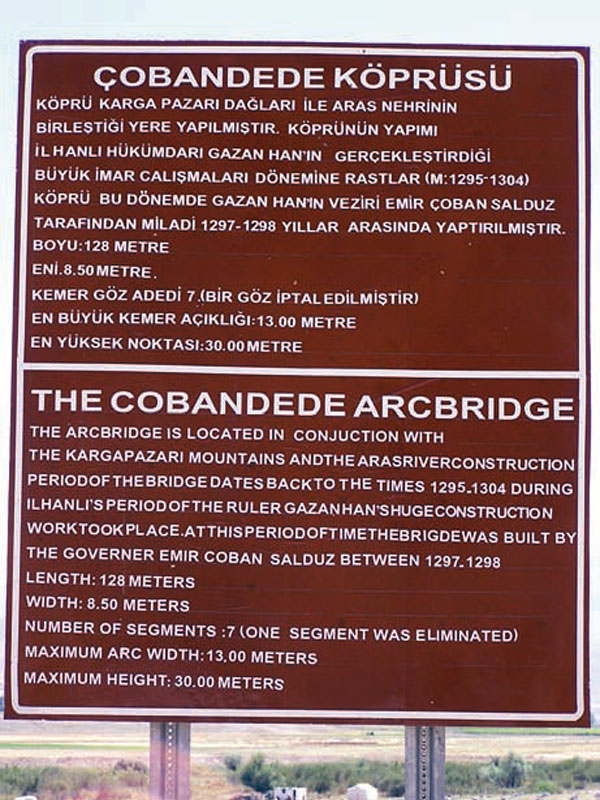 ÇOBANDEDE KÖPRÜSÜ
KÖPRÜ KARGA PAZARI DAĞLARI İLE ARAS NEHRİNİN
BİRLEŞTİĞİ YERE YAPILMIŞTIR. KÖPRÜNÜN YAPIMI
İLHANLI HÜKÜMDARI GAZAN HAN'IN GERÇEKLEŞTİRDİĞİ
BÜYÜK İMAR CALIŞMALARI DÖNEMİNE RASTLAR (M:1295-1304)
KÖPRÜ BU DÖNEMDE GAZAN HAN'IN VEZİRİ EMİR ÇOBAN SALDUZ
TARAFINDAN MİLADİ 1297-1298 YILLAR ARASINDA YAPTIRILMIŞTIR.
BOYU:128 METRE
ENİ.8.50 METRE.
KEMER GÖZ ADEDİ 7.(BİR GÖZ İPTAL EDİLMİŞTİR)
EN BÜYÜK KEMER AÇIKLIĞI:13.00 METRE
EN YÜKSEK NOKTASI:30.00 METRE
THE COBANDEDE ARCBRIDGE
THE ARCBRIDGE IS LOCATED IN CONJUCTION WITH
THE KARGAPAZARI MOUNTAINS ANDTHE ARASRIVERCONSTRUCTION
PERIODOFTHEBRIDGE DATES BACKTO THE TIMES 1295.1304 DURING
ILHANLI'S PERIODOFTHE RULER GAZANHAN'SHUGECONSTRUCTION
WORKTOOKPLACE.ATTHISPERIODOFTIMETHEBRIGDEWAS BUILT BY
THE GOVERNER EMIR COBAN SALDUZ BETWEEN 1297.1298
LENGTH: 128 METERS
WIDTH: 8.50 METERS
NUMBER OF SEGMENTS :7 (ONE SEGMENT WAS ELIMINATED)
MAXIMUM ARC WIDTH:13,00 METERS
MAXIMUM HEIGHT: 30.00 METERS